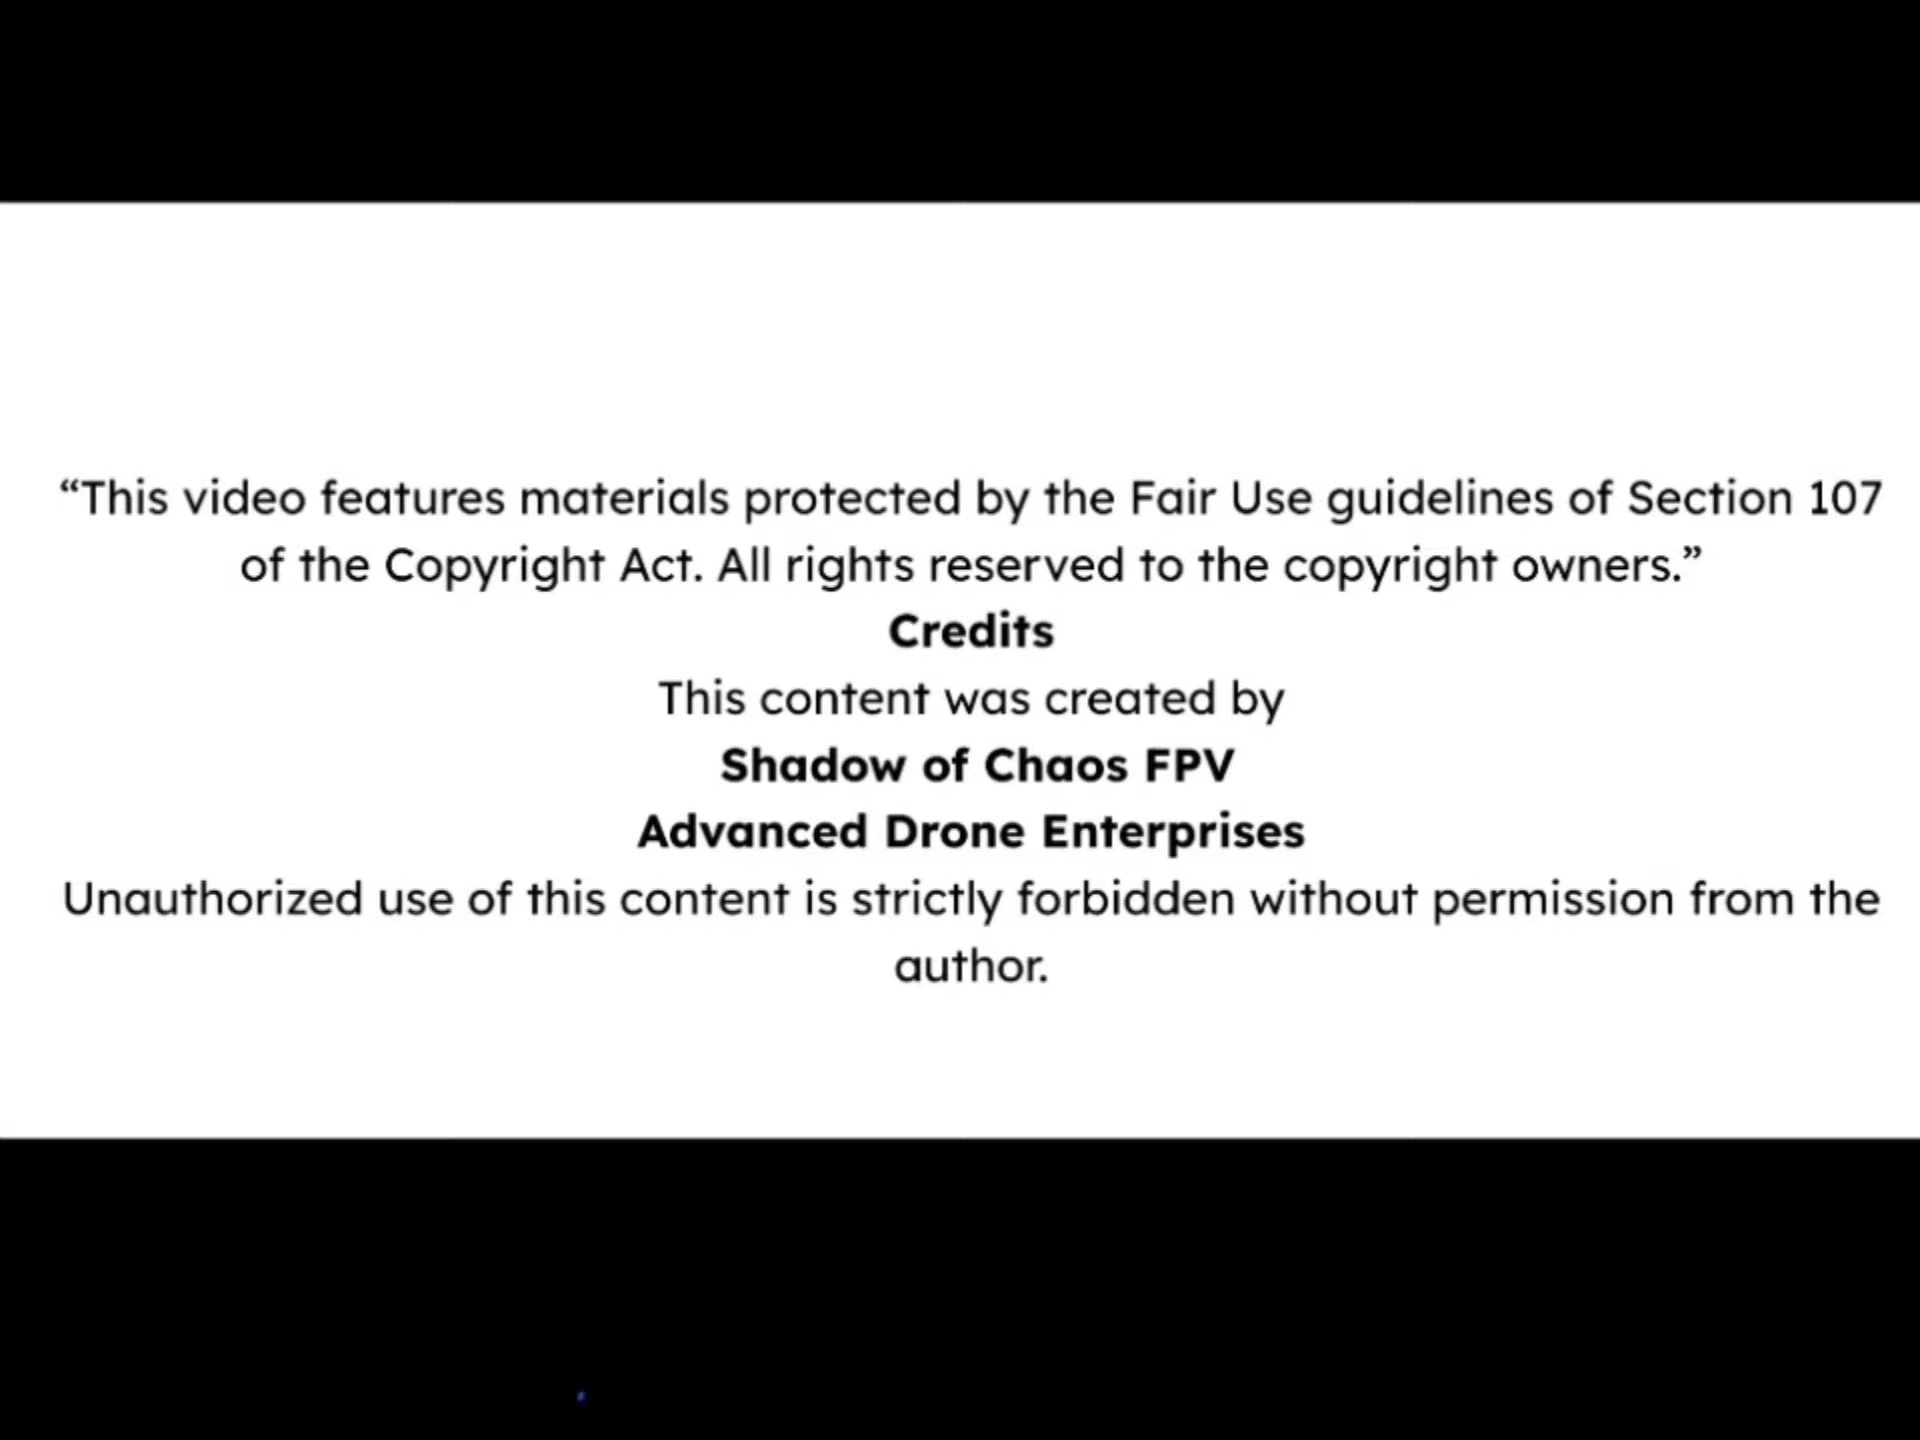 “This video features materials protected by the Fair Use guidelines of Section 107
of the Copyright Act. All rights reserved to the copyright owners.”
Credits
This content was created by
Shadow of Chaos FPV
Advanced Drone Enterprises
Unauthorized use of this content is strictly forbidden without permission from the
author.